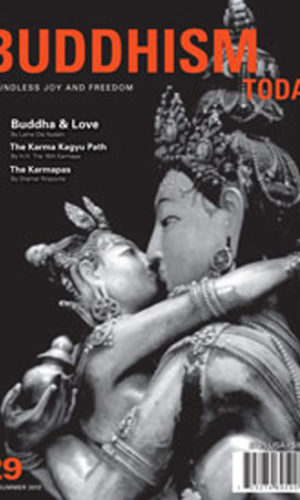 BUDDHISM
TODA
UNDLESS JOY AND FREEDOM
Buddha & Love
By Lama Ole Nydahl
The Karma Kagyu Path
By H.H. The 16th Karmapa
The Karmapas
By Shamar Rinpoche
29
SUMMER 2012